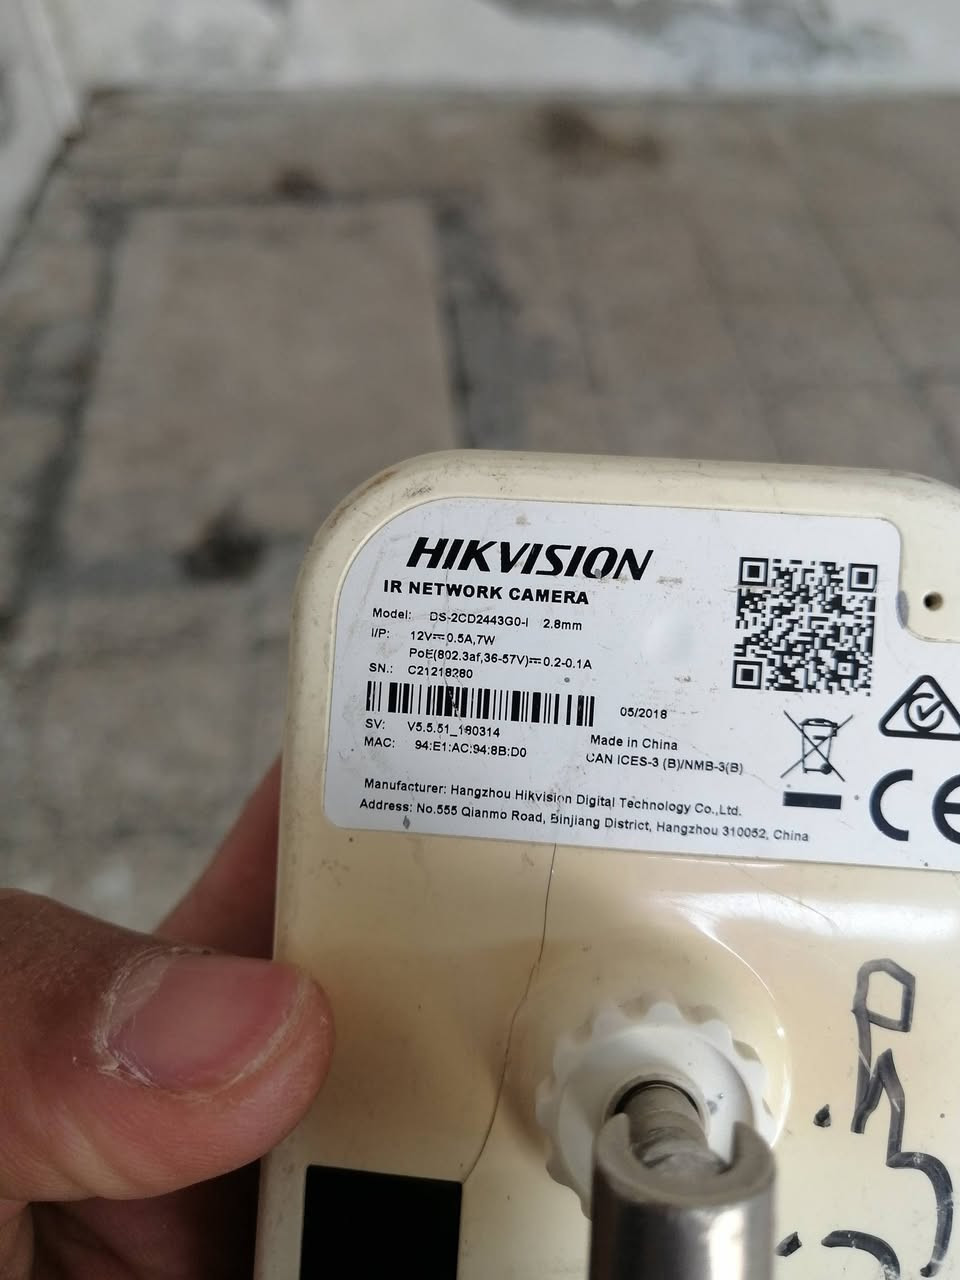 HIKVISION
IR NETWORK CAMERA
Model: DS-2CD2443G0-I 2.8mm
I/P: 12V⎓0.5A,7W
PoE(802.3af,36-57V)⎓0.2-0.1A
SN.: C21218280
05/2018
SV: V5.5.51_180314
MAC: 94:E1:AC:94:8B:D0
Made in China
CAN ICES-3 (B)/NMB-3(B)
CE
Manufacturer: Hangzhou Hikvision Digital Technology Co.,Ltd.
Address: No.555 Qianmo Road, Binjiang District, Hangzhou 310052, China